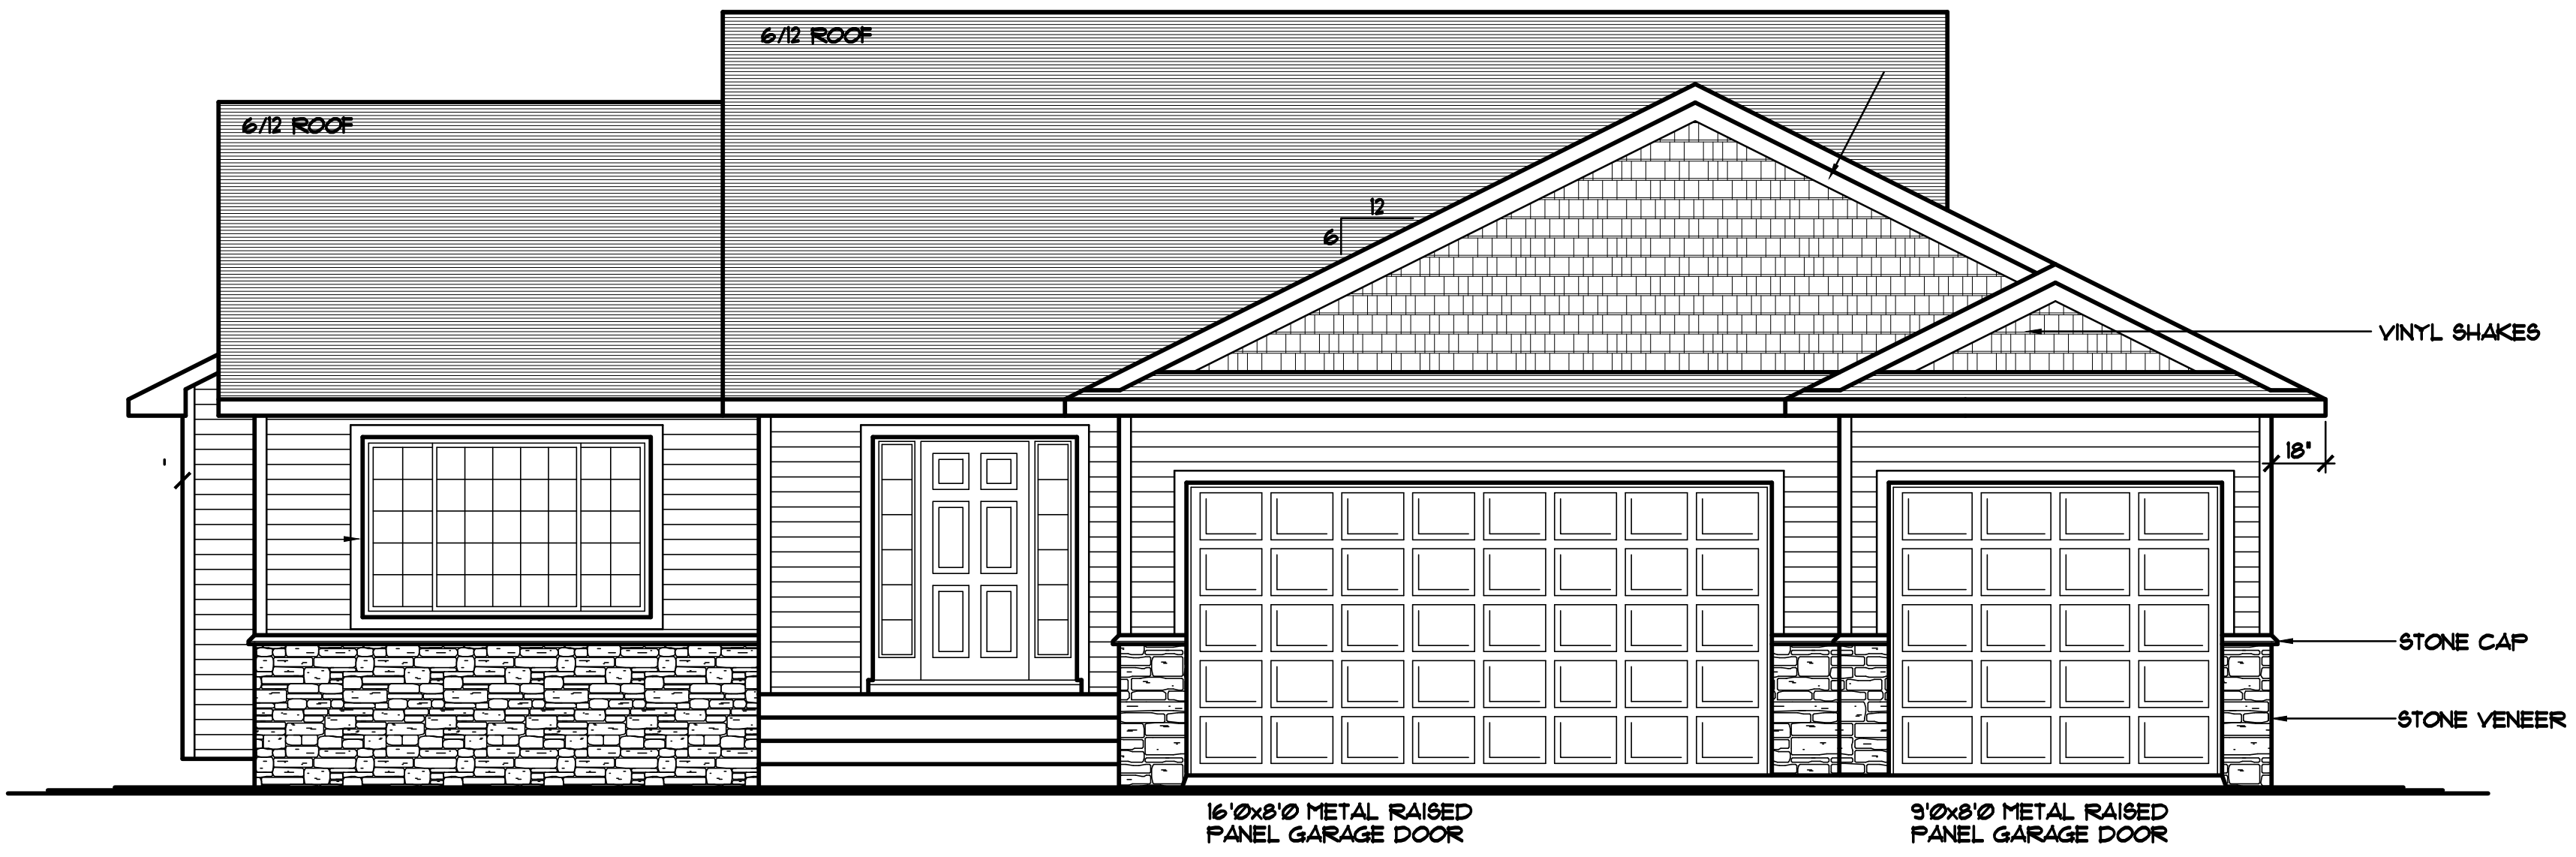 6/12 ROOF
6/12 ROOF
12
6
VINYL SHAKES
18"
STONE CAP
STONE VENEER
16'0x8'0 METAL RAISED
PANEL GARAGE DOOR
9'0x8'0 METAL RAISED
PANEL GARAGE DOOR